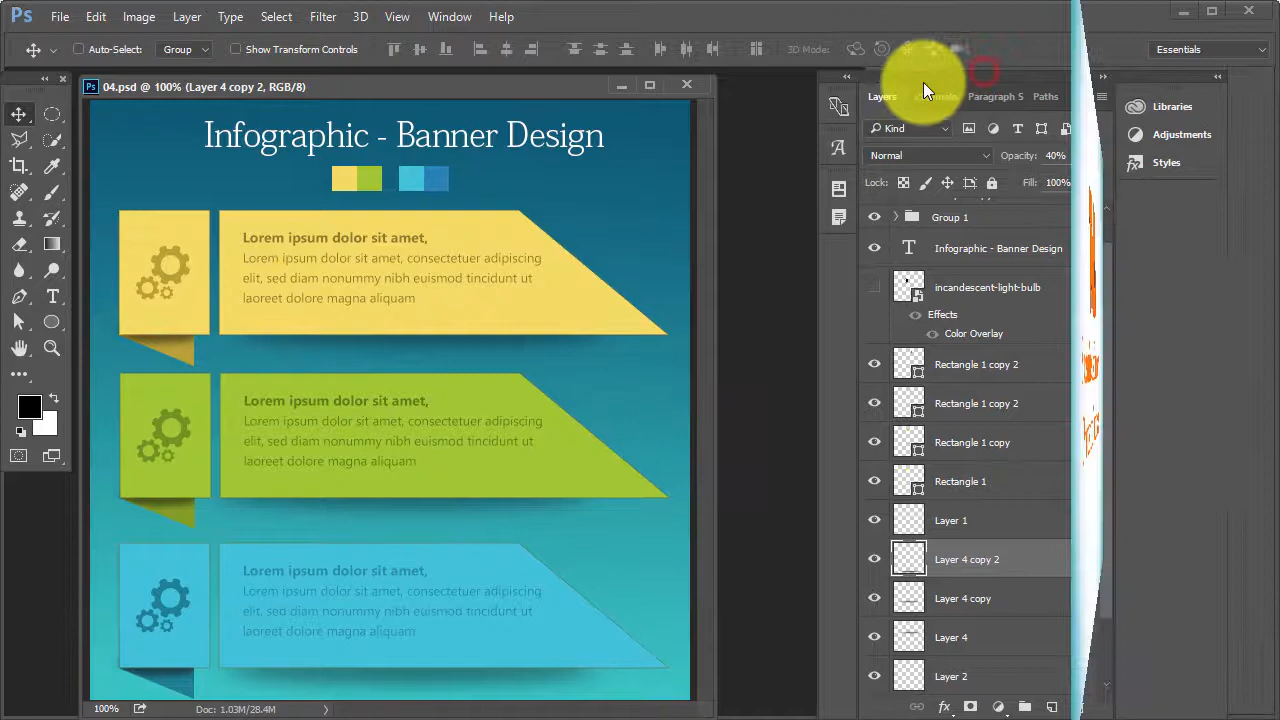 Ps File Edit Image Layer Type Select Filter 3D View Window Help
Auto-Select: Group Show Transform Controls 3D Mode: Essentials
Ps 04.psd @ 100% (Layer 4 copy 2, RGB/8)
Infographic - Banner Design
Lorem ipsum dolor sit amet,
Lorem ipsum dolor sit amet, consectetuer adipiscing
elit, sed diam nonummy nibh euismod tincidunt ut
laoreet dolore magna aliquam
Lorem ipsum dolor sit amet,
Lorem ipsum dolor sit amet, consectetuer adipiscing
elit, sed diam nonummy nibh euismod tincidunt ut
laoreet dolore magna aliquam
Lorem ipsum dolor sit amet,
Lorem ipsum dolor sit amet, consectetuer adipiscing
elit, sed diam nonummy nibh euismod tincidunt ut
laoreet dolore magna aliquam
100% Doc: 1.03M/28.4M
Layers Paragraph S Paths
Kind
Normal Opacity: 40%
Lock: Fill: 100%
Group 1
Infographic - Banner Design
incandescent-light-bulb
Effects
Color Overlay
Rectangle 1 copy 2
Rectangle 1 copy 2
Rectangle 1 copy
Rectangle 1
Layer 1
Layer 4 copy 2
Layer 4 copy
Layer 4
Layer 2
Libraries
Adjustments
Styles